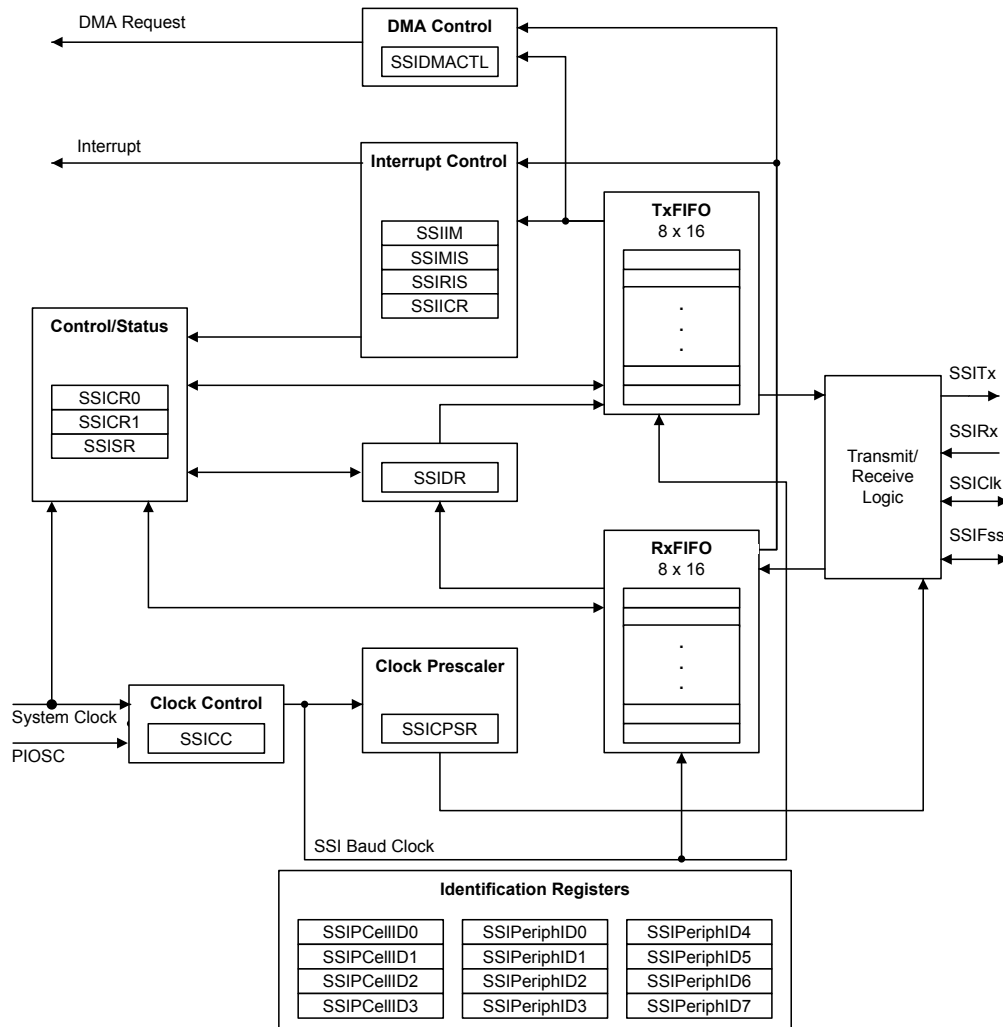 DMA Request
DMA Control
SSIDMACTL
Interrupt
Interrupt Control
SSIIM
SSIMIS
SSIRIS
SSIICR
TxFIFO
8 x 16
.
.
.
Control/Status
SSICR0
SSICR1
SSISR
SSIDR
Transmit/
Receive
Logic
SSITx
SSIRx
SSIClk
SSIFss
RxFIFO
8 x 16
.
.
.
Clock Prescaler
SSICPSR
System Clock
PIOSC
Clock Control
SSICC
SSI Baud Clock
Identification Registers
SSIPCellID0
SSIPCellID1
SSIPCellID2
SSIPCellID3
SSIPeriphID0
SSIPeriphID1
SSIPeriphID2
SSIPeriphID3
SSIPeriphID4
SSIPeriphID5
SSIPeriphID6
SSIPeriphID7